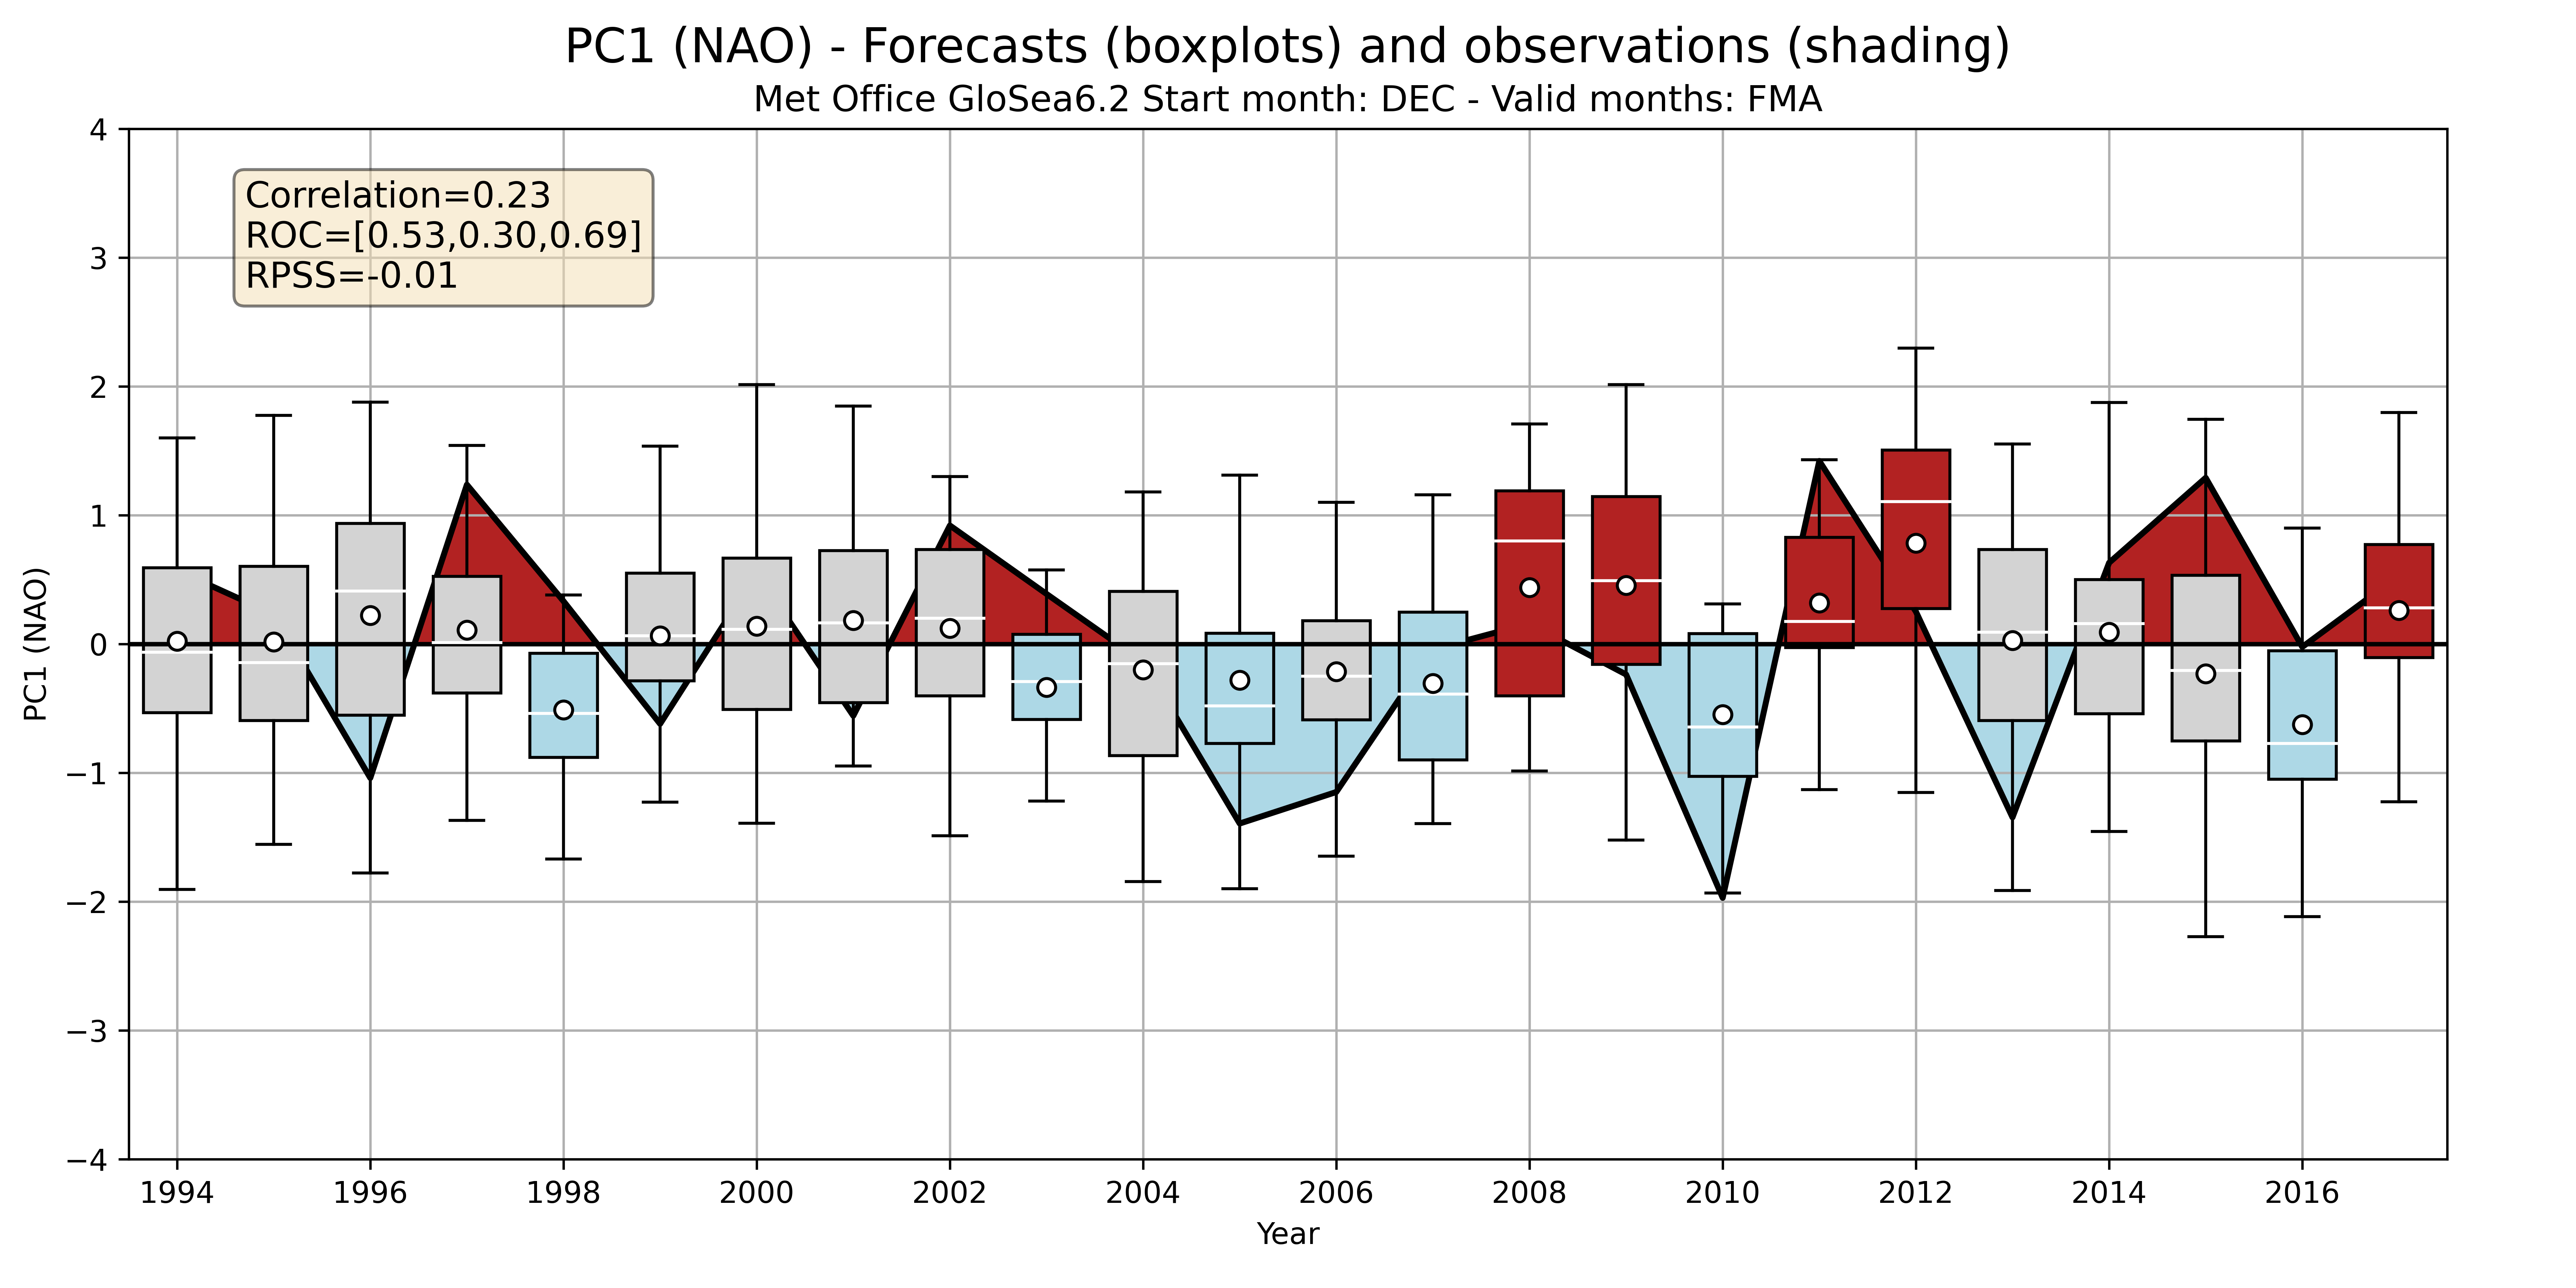 PC1 (NAO) - Forecasts (boxplots) and observations (shading)
Met Office GloSea6.2 Start month: DEC - Valid months: FMA
Correlation=0.23
ROC=[0.53,0.30,0.69]
RPSS=-0.01
PC1 (NAO)
4
3
2
1
0
−1
−2
−3
−4
1994 1996 1998 2000 2002 2004 2006 2008 2010 2012 2014 2016
Year